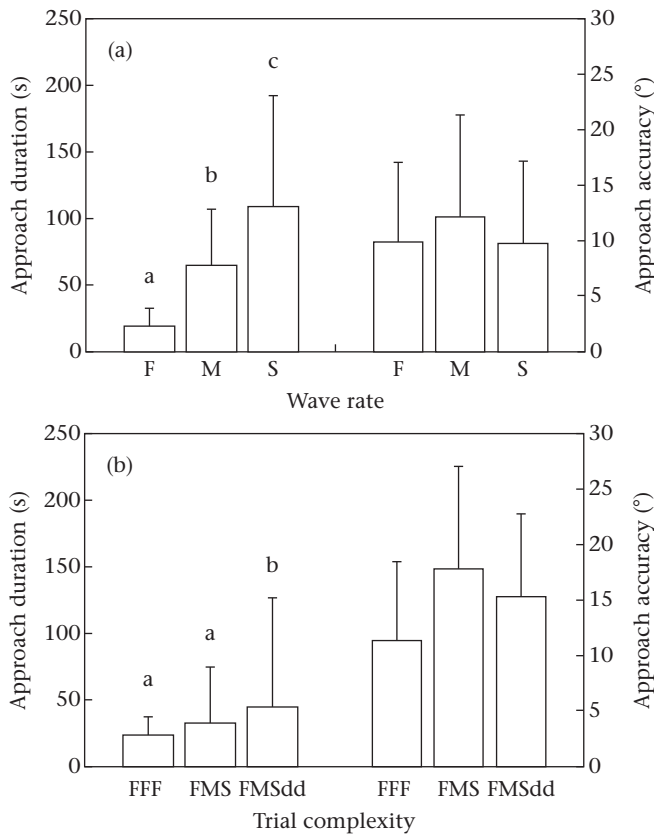 250
200
150
100
50
0
Approach duration (s)
(a)
a
b
c
30
25
20
15
10
5
0
Approach accuracy (°)
F M S F M S
Wave rate
250
200
150
100
50
0
Approach duration (s)
(b)
a
a
b
30
25
20
15
10
5
0
Approach accuracy (°)
FFF FMS FMSdd FFF FMS FMSdd
Trial complexity